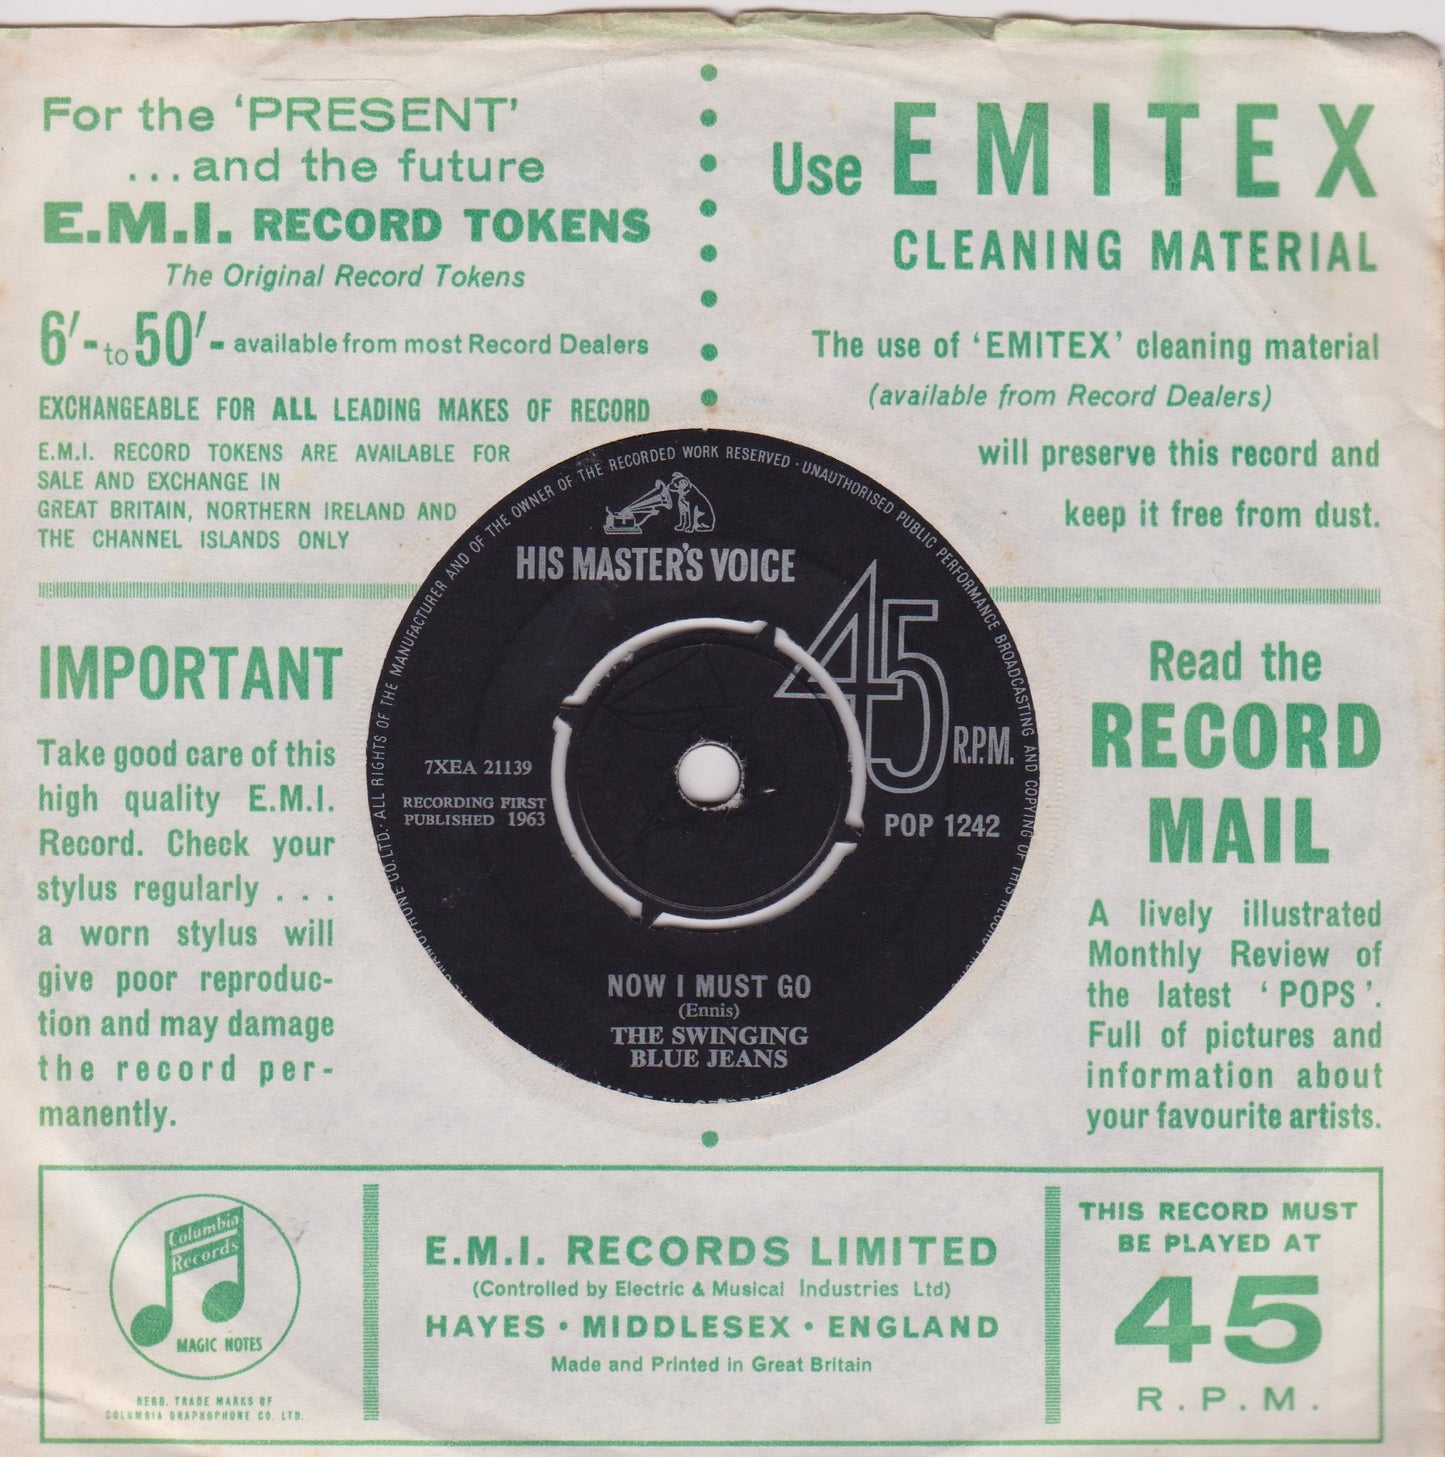 For the 'PRESENT'
...and the future
E.M.I. RECORD TOKENS
The Original Record Tokens
6/- to 50/- available from most Record Dealers
EXCHANGEABLE FOR ALL LEADING MAKES OF RECORD
E.M.I. RECORD TOKENS ARE AVAILABLE FOR
SALE AND EXCHANGE IN
GREAT BRITAIN, NORTHERN IRELAND AND
THE CHANNEL ISLANDS ONLY
Use EMITEX
CLEANING MATERIAL
The use of 'EMITEX' cleaning material
(available from Record Dealers)
will preserve this record and
keep it free from dust.
IMPORTANT
Take good care of this
high quality E.M.I.
Record. Check your
stylus regularly . . .
a worn stylus will
give poor reproduc-
tion and may damage
the record per-
manently.
CO. LTD. · ALL RIGHTS OF THE MANUFACTURER AND OF THE OWNER OF THE RECORDED WORK RESERVED · UNAUTHORISED PUBLIC PERFORMANCE BROADCASTING AND COPYING OF THIS
HIS MASTER'S VOICE
45 R.P.M.
7XEA 21139
RECORDING FIRST
PUBLISHED 1963
POP 1242
NOW I MUST GO
(Ennis)
THE SWINGING
BLUE JEANS
Read the
RECORD
MAIL
A lively illustrated
Monthly Review of
the latest 'POPS'.
Full of pictures and
information about
your favourite artists.
Columbia
Records
MAGIC NOTES
REGD. TRADE MARKS OF
COLUMBIA GRAPHOPHONE CO. LTD.
E.M.I. RECORDS LIMITED
(Controlled by Electric & Musical Industries Ltd)
HAYES · MIDDLESEX · ENGLAND
Made and Printed in Great Britain
THIS RECORD MUST
BE PLAYED AT
45
R.P.M.